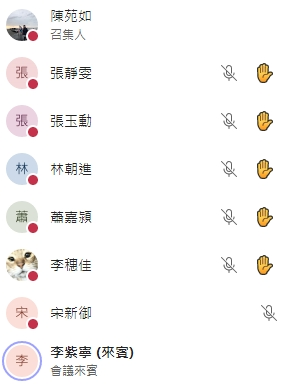 陳苑如
召集人
張 張靜雯
張 張玉勳
林 林朝進
蕭 蕭嘉潁
李穗佳
宋 宋新御
李 李紫寧 (來賓)
會議來賓